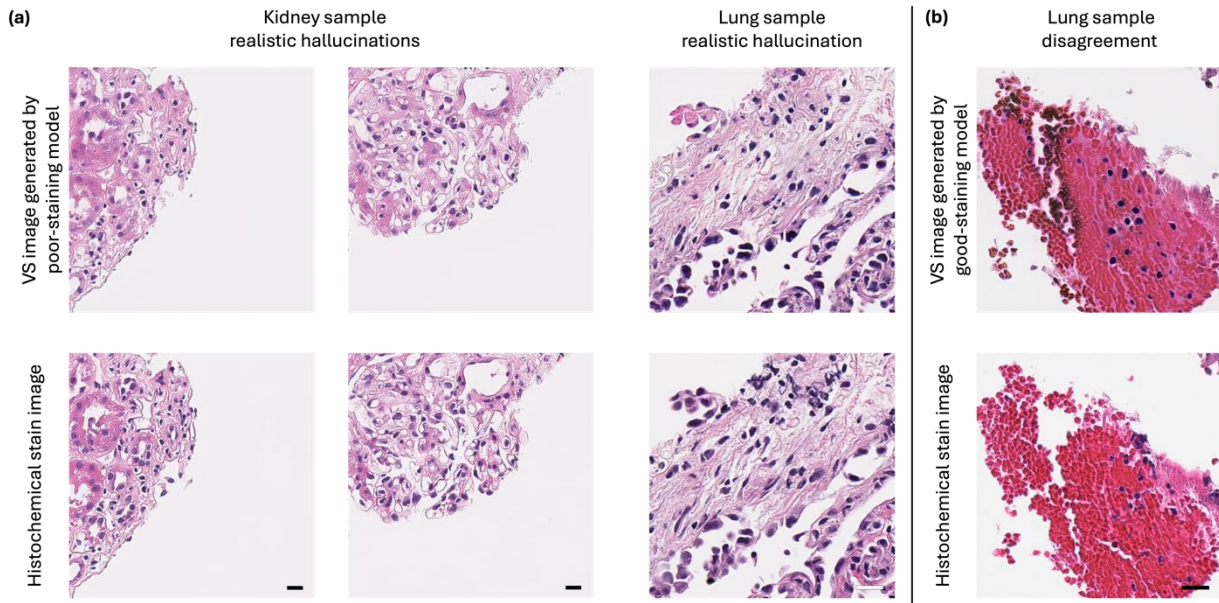 (a)
Kidney sample
realistic hallucinations
Lung sample
realistic hallucination
(b)
Lung sample
disagreement
VS image generated by
poor-staining model
VS image generated by
good-staining model
Histochemical stain image
Histochemical stain image